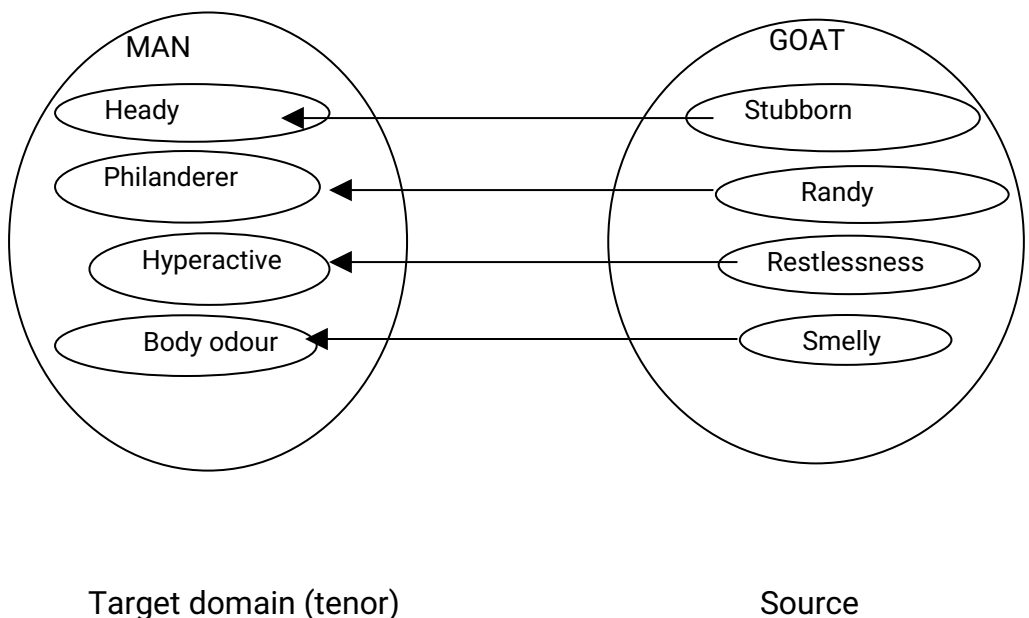 MAN
GOAT
Heady
Stubborn
Philanderer
Randy
Hyperactive
Restlessness
Body odour
Smelly
Target domain (tenor)
Source